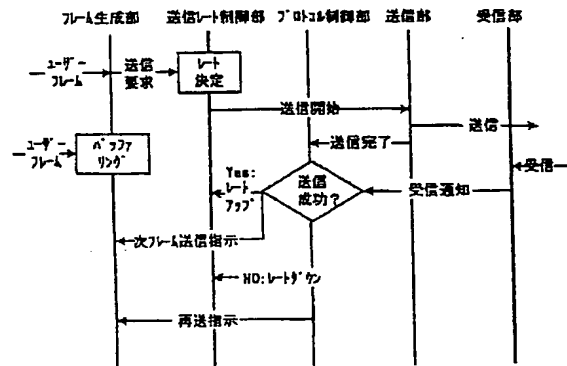 フレーム生成部 送信レート制御部 プロトコル制御部 送信部 受信部
ユーザー
フレーム
送信
要求
レート
決定
送信開始
送信
ユーザー
フレーム
バッファ
リング
送信完了
受信
Yes:
レート
アップ
送信
成功?
受信通知
次フレーム送信指示
NO:レートダウン
再送指示